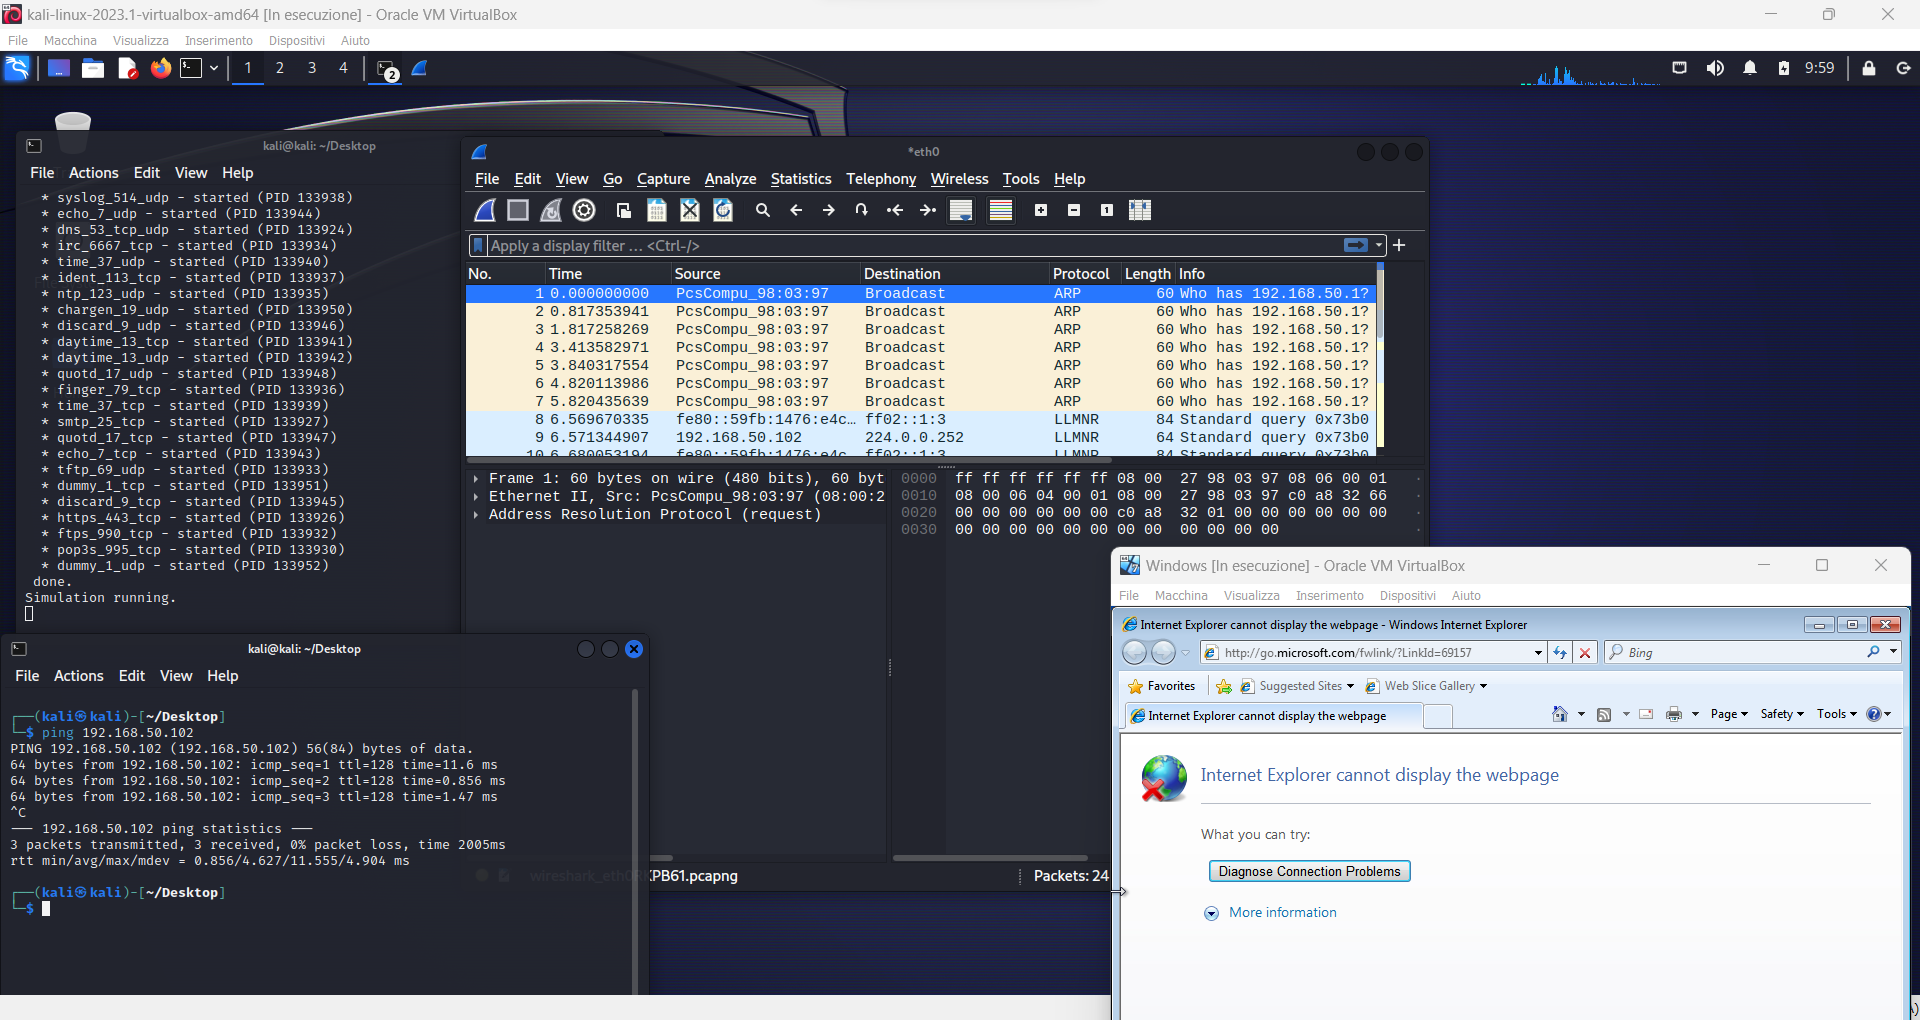 kali-linux-2023.1-virtualbox-amd64 [In esecuzione] - Oracle VM VirtualBox
File Macchina Visualizza Inserimento Dispositivi Aiuto
1 2 3 4 2 9:59
kali@kali: ~/Desktop
File Actions Edit View Help
* syslog_514_udp - started (PID 133938)
* echo_7_udp - started (PID 133944)
* dns_53_tcp_udp - started (PID 133924)
* irc_6667_tcp - started (PID 133934)
* time_37_udp - started (PID 133940)
* ident_113_tcp - started (PID 133937)
* ntp_123_udp - started (PID 133935)
* chargen_19_udp - started (PID 133950)
* discard_9_udp - started (PID 133946)
* daytime_13_tcp - started (PID 133941)
* daytime_13_udp - started (PID 133942)
* quotd_17_udp - started (PID 133948)
* finger_79_tcp - started (PID 133936)
* time_37_tcp - started (PID 133939)
* smtp_25_tcp - started (PID 133927)
* quotd_17_tcp - started (PID 133947)
* echo_7_tcp - started (PID 133943)
* tftp_69_udp - started (PID 133933)
* dummy_1_tcp - started (PID 133951)
* discard_9_tcp - started (PID 133945)
* https_443_tcp - started (PID 133926)
* ftps_990_tcp - started (PID 133932)
* pop3s_995_tcp - started (PID 133930)
* dummy_1_udp - started (PID 133952)
done.
Simulation running.
*eth0
File Edit View Go Capture Analyze Statistics Telephony Wireless Tools Help
Apply a display filter ... <Ctrl-/>
No. Time Source Destination Protocol Length Info
1 0.000000000 PcsCompu_98:03:97 Broadcast ARP 60 Who has 192.168.50.1?
2 0.817353941 PcsCompu_98:03:97 Broadcast ARP 60 Who has 192.168.50.1?
3 1.817258269 PcsCompu_98:03:97 Broadcast ARP 60 Who has 192.168.50.1?
4 3.413582971 PcsCompu_98:03:97 Broadcast ARP 60 Who has 192.168.50.1?
5 3.840317554 PcsCompu_98:03:97 Broadcast ARP 60 Who has 192.168.50.1?
6 4.820113986 PcsCompu_98:03:97 Broadcast ARP 60 Who has 192.168.50.1?
7 5.820435639 PcsCompu_98:03:97 Broadcast ARP 60 Who has 192.168.50.1?
8 6.569670335 fe80::59fb:1476:e4c… ff02::1:3 LLMNR 84 Standard query 0x73b0
9 6.571344907 192.168.50.102 224.0.0.252 LLMNR 64 Standard query 0x73b0
10 6.680053194 fe80::59fb:1476:e4c… ff02::1:3 LLMNR 84 Standard query 0x73b0
Frame 1: 60 bytes on wire (480 bits), 60 byt
Ethernet II, Src: PcsCompu_98:03:97 (08:00:2
Address Resolution Protocol (request)
0000 ff ff ff ff ff ff 08 00 27 98 03 97 08 06 00 01
0010 08 00 06 04 00 01 08 00 27 98 03 97 c0 a8 32 66
0020 00 00 00 00 00 00 c0 a8 32 01 00 00 00 00 00 00
0030 00 00 00 00 00 00 00 00 00 00 00 00
PB61.pcapng
Packets: 24
kali@kali: ~/Desktop
File Actions Edit View Help
(kali㉿kali)-[~/Desktop]
$ ping 192.168.50.102
PING 192.168.50.102 (192.168.50.102) 56(84) bytes of data.
64 bytes from 192.168.50.102: icmp_seq=1 ttl=128 time=11.6 ms
64 bytes from 192.168.50.102: icmp_seq=2 ttl=128 time=0.856 ms
64 bytes from 192.168.50.102: icmp_seq=3 ttl=128 time=1.47 ms
^C
— 192.168.50.102 ping statistics —
3 packets transmitted, 3 received, 0% packet loss, time 2005ms
rtt min/avg/max/mdev = 0.856/4.627/11.555/4.904 ms
(kali㉿kali)-[~/Desktop]
$
Windows [In esecuzione] - Oracle VM VirtualBox
File Macchina Visualizza Inserimento Dispositivi Aiuto
Internet Explorer cannot display the webpage - Windows Internet Explorer
http://go.microsoft.com/fwlink/?LinkId=69157 Bing
Favorites Suggested Sites Web Slice Gallery
Internet Explorer cannot display the webpage Page Safety Tools
Internet Explorer cannot display the webpage
What you can try:
Diagnose Connection Problems
More information